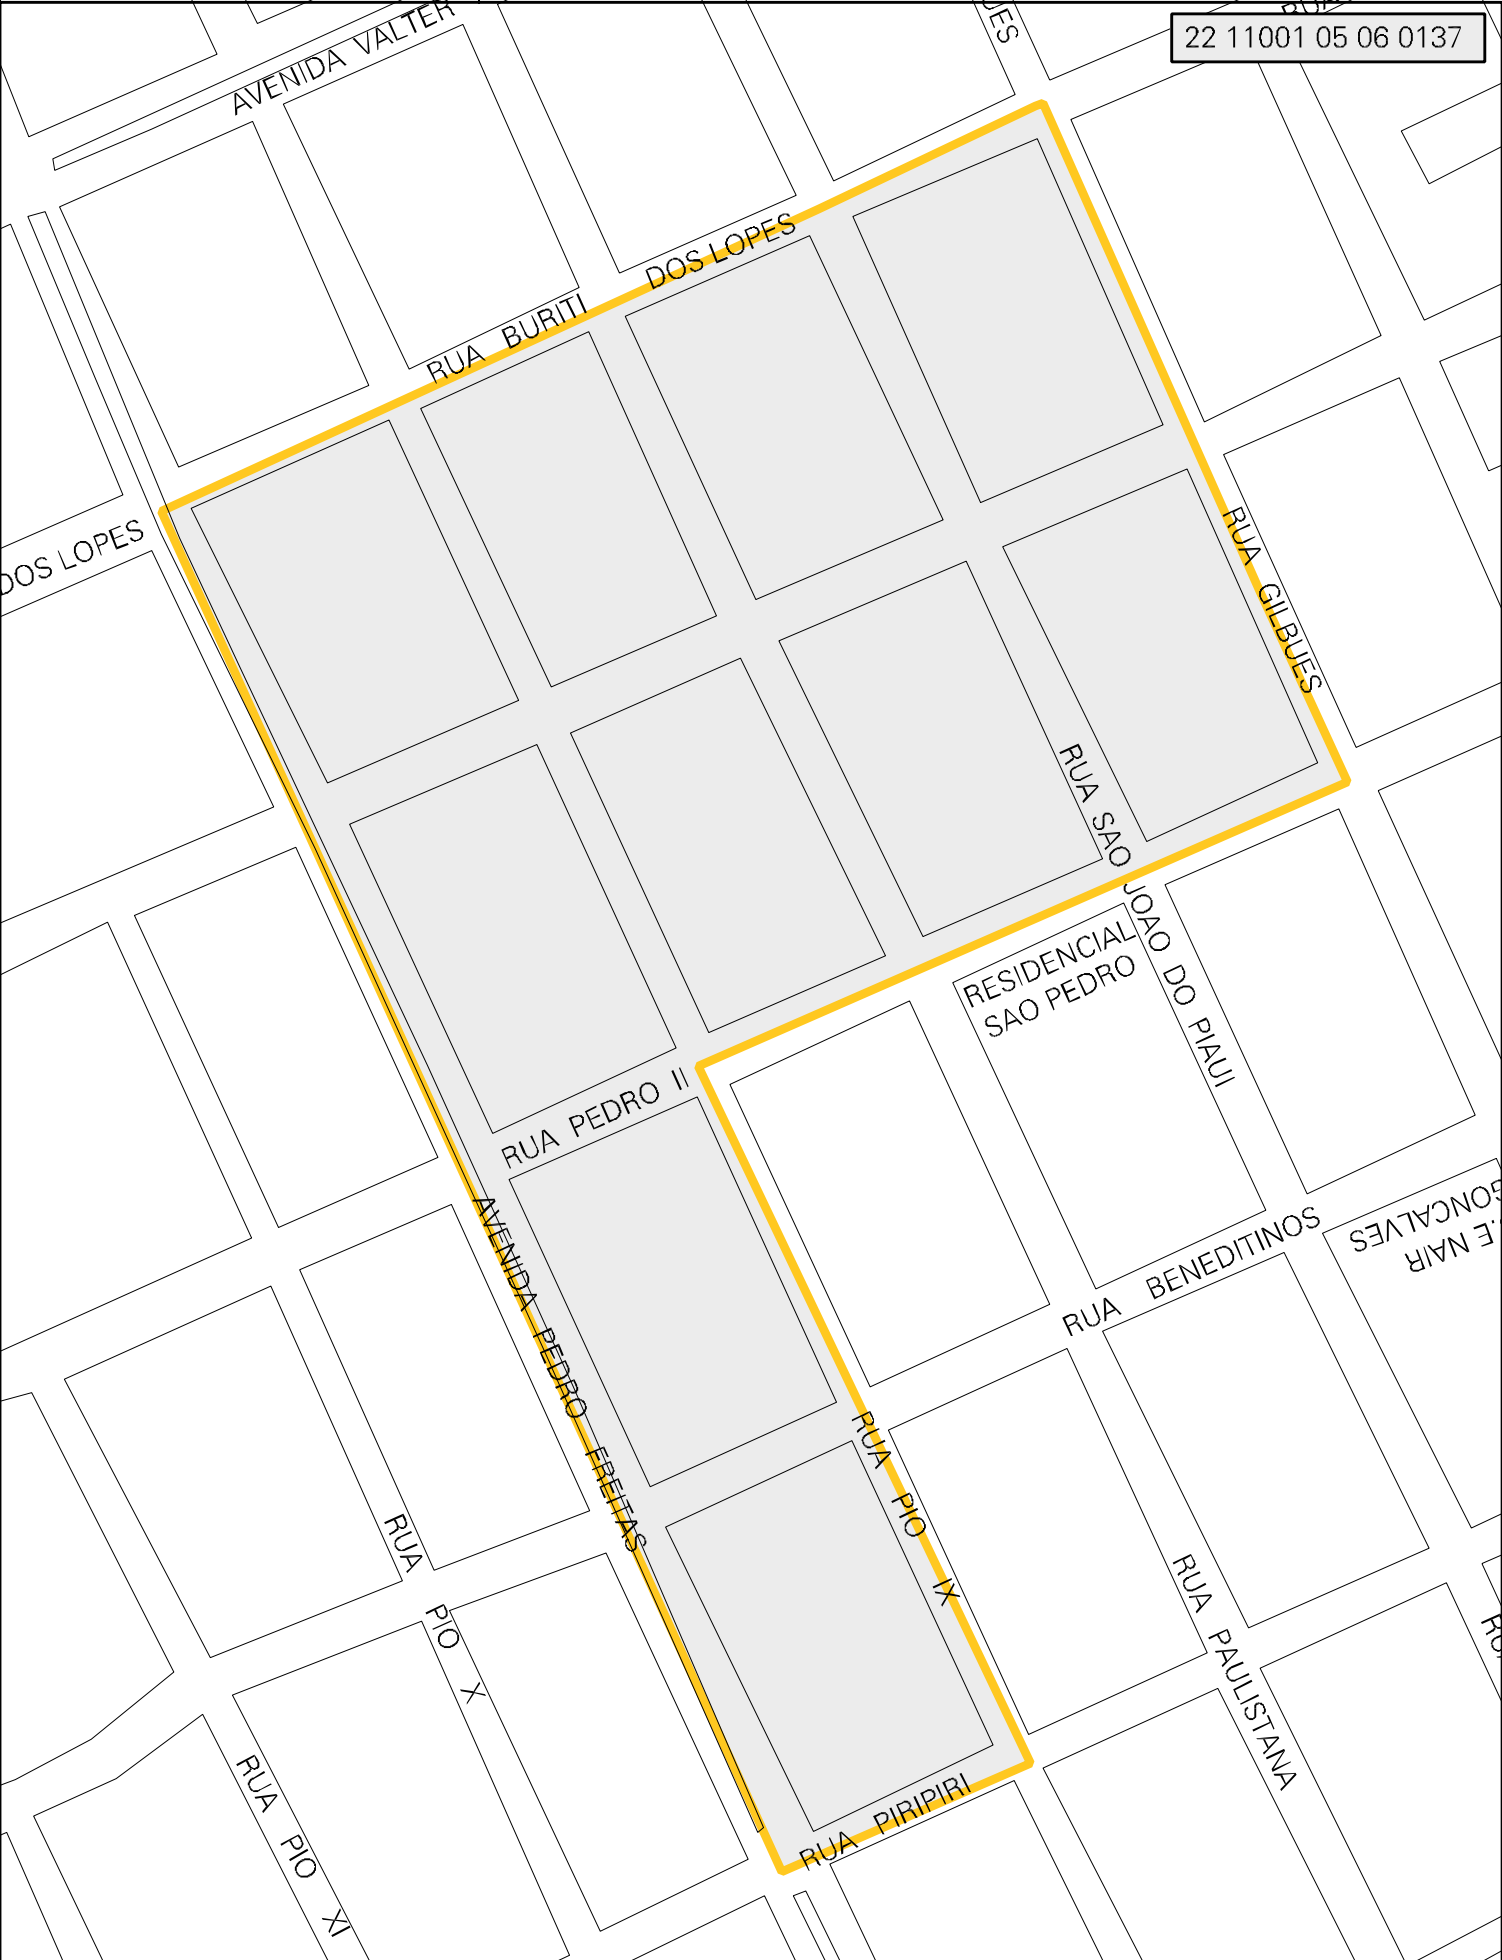 22 11001 05 06 0137
AVENIDA VALTER
RUA BURITI DOS LOPES
DOS LOPES
RUA GILBUES
RUA SAO JOAO DO PIAUI
RESIDENCIAL
SAO PEDRO
RUA PEDRO II
AVENIDA PEDRO FREITAS
RUA BENEDITINOS
GONCALVES
NAIR
RUA PIO IX
RUA PIO X
RUA PAULISTANA
RUA PIO XI
RUA PIRIPIRI